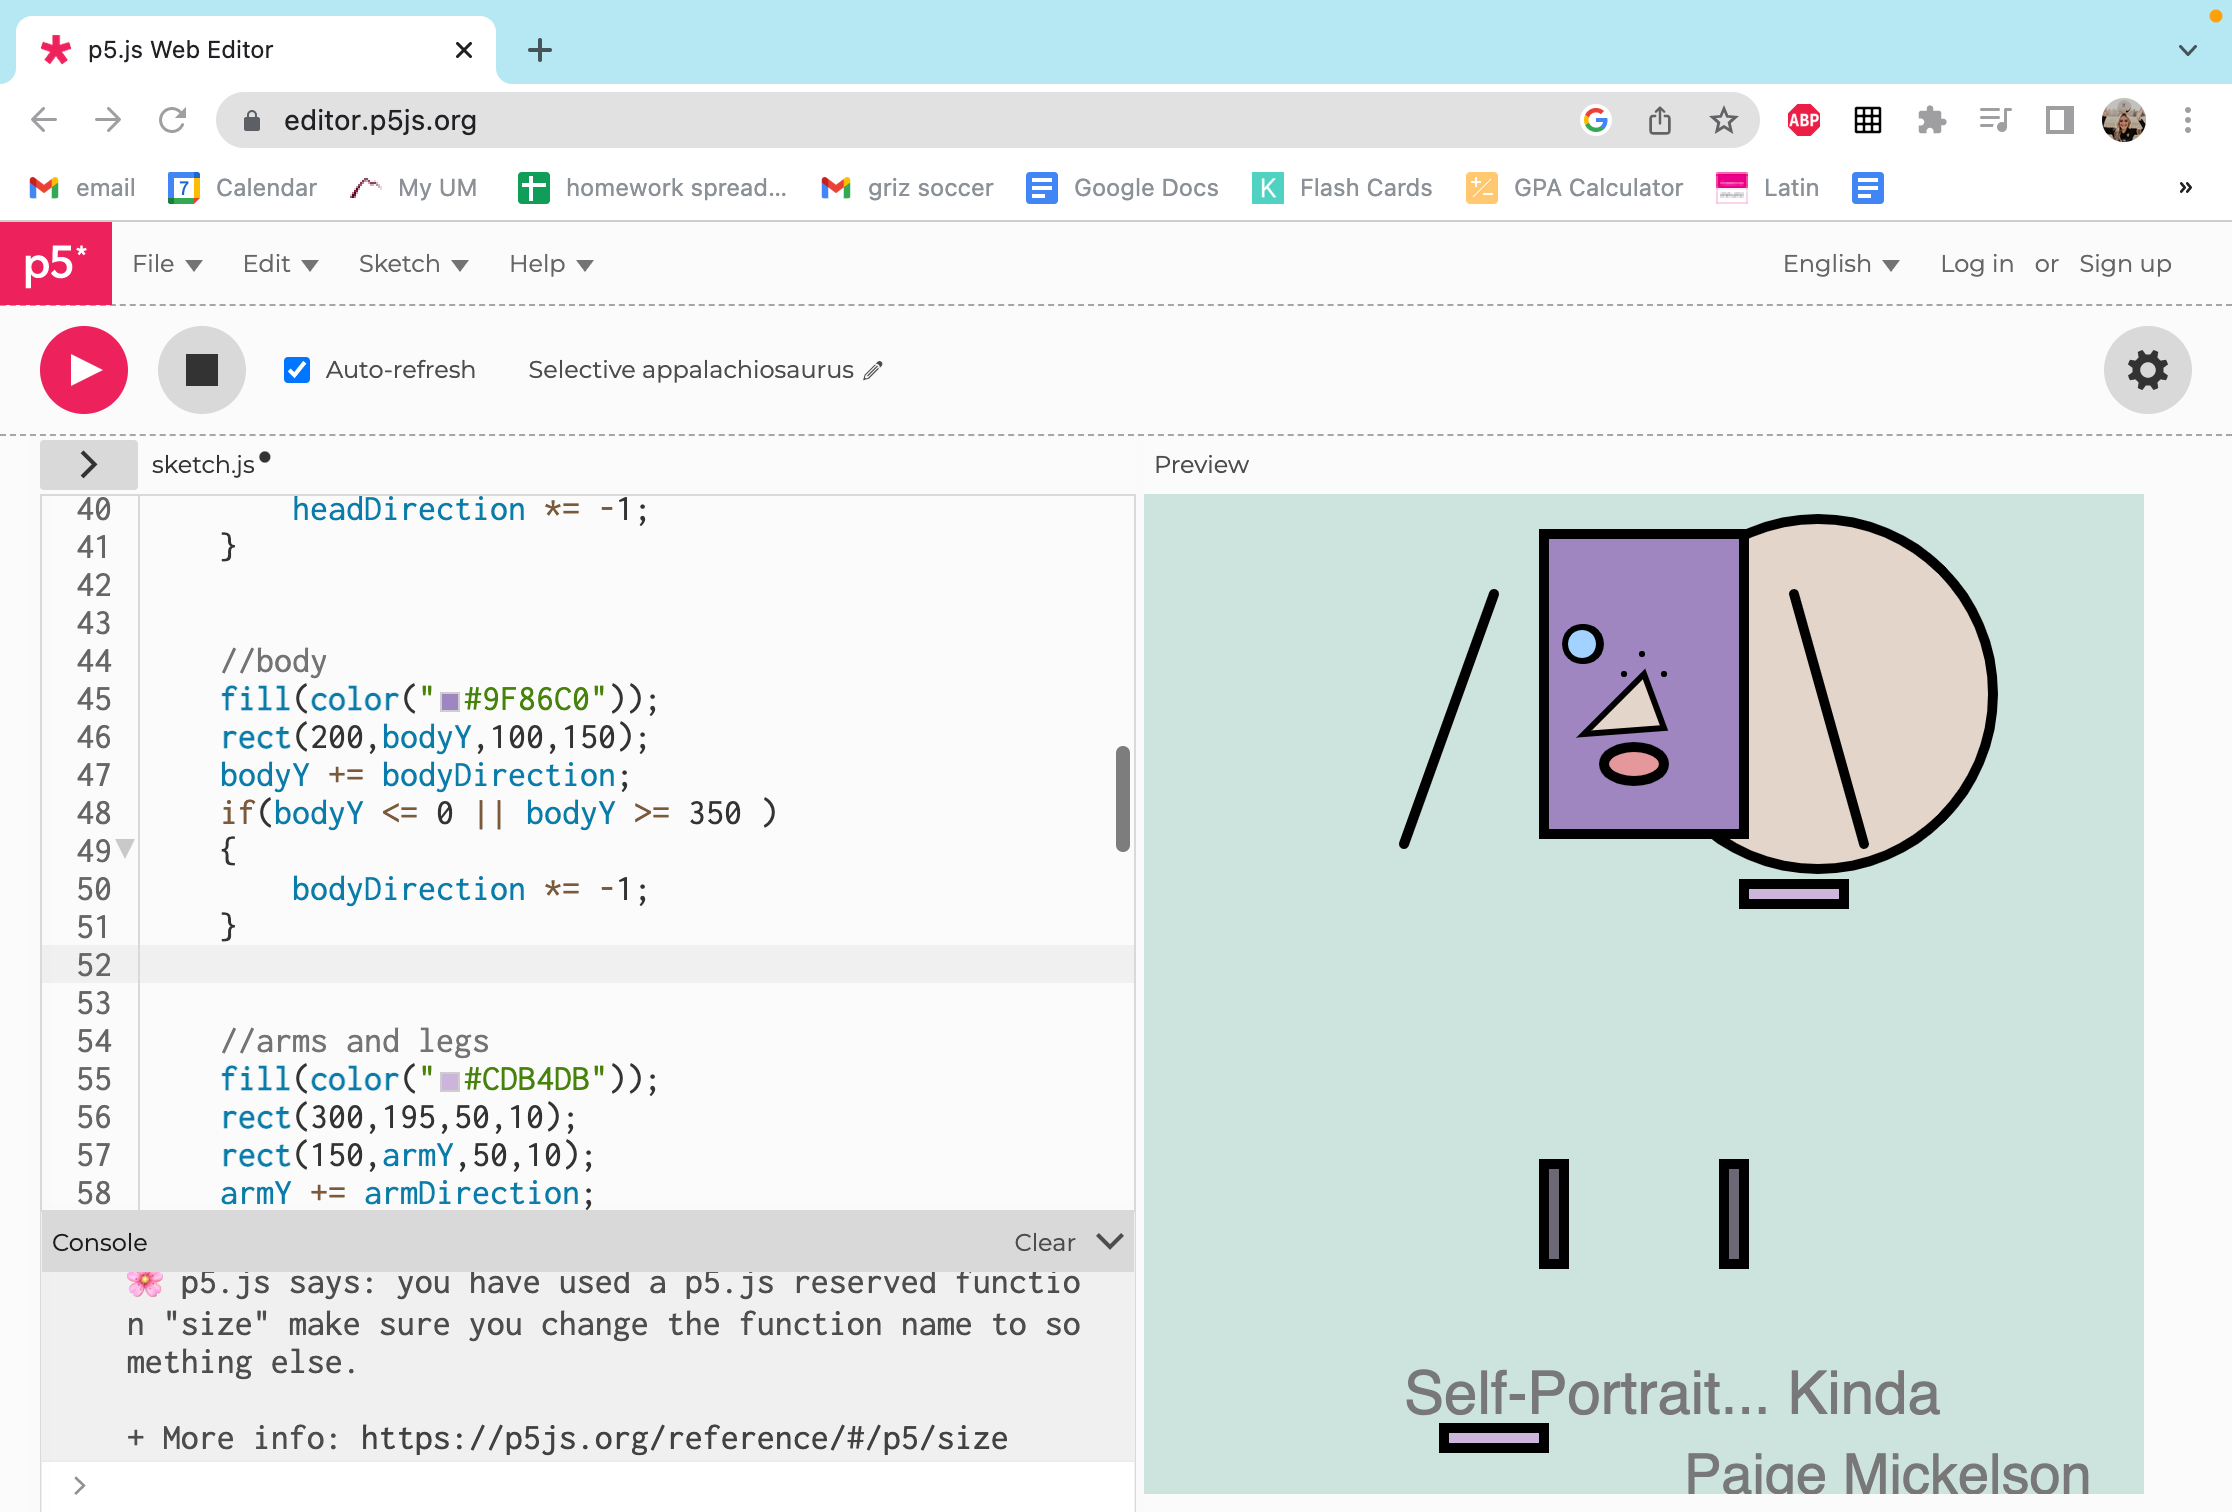 p5.js Web Editor
editor.p5js.org
ABP
email
7 Calendar
My UM
homework spread...
griz soccer
Google Docs
K Flash Cards
GPA Calculator
Latin
»
p5* File Edit Sketch Help English Log in or Sign up
Auto-refresh Selective appalachiosaurus
sketch.js Preview
40 headDirection *= -1;
41 }
42
43
44 //body
45 fill(color("#9F86C0"));
46 rect(200,bodyY,100,150);
47 bodyY += bodyDirection;
48 if(bodyY <= 0 || bodyY >= 350 )
49 {
50 bodyDirection *= -1;
51 }
52
53
54 //arms and legs
55 fill(color("#CDB4DB"));
56 rect(300,195,50,10);
57 rect(150,armY,50,10);
58 armY += armDirection;
Console Clear
🌸 p5.js says: you have used a p5.js reserved functio
n "size" make sure you change the function name to so
mething else.
+ More info: https://p5js.org/reference/#/p5/size
>
Self-Portrait... Kinda
Paige Mickelson